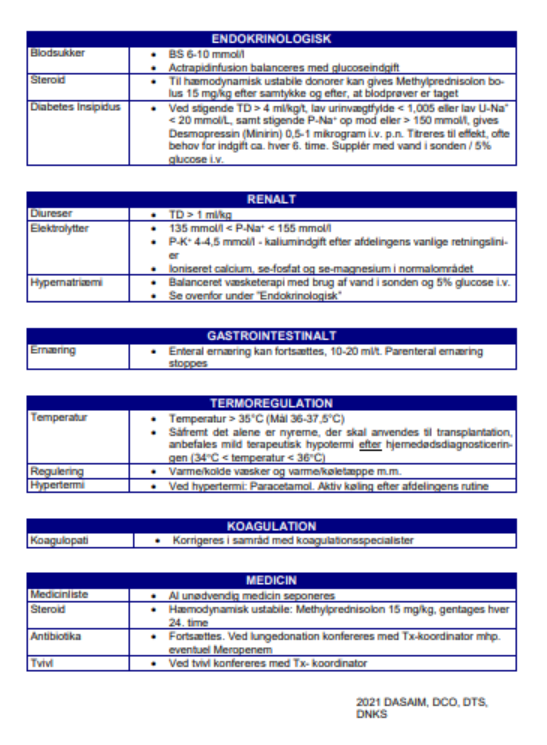 ENDOKRINOLOGISK
Blodsukker
• BS 6-10 mmol/l
• Actrapidinfusion balanceres med glucoseindgift
Steroid
• Til hæmodynamisk ustabile donorer kan gives Methylprednisolon bo-
lus 15 mg/kg efter samtykke og efter, at blodprøver er taget
Diabetes Insipidus
• Ved stigende TD > 4 ml/kg/t, lav urinvægtfylde < 1,005 eller lav U-Na⁺
< 20 mmol/L, samt stigende P-Na⁺ op mod eller > 150 mmol/l, gives
Desmopressin (Minirin) 0,5-1 mikrogram i.v. p.n. Titreres til effekt, ofte
behov for indgift ca. hver 6. time. Supplér med vand i sonden / 5%
glucose i.v.
RENALT
Diureser
• TD > 1 ml/kg
Elektrolytter
• 135 mmol/l < P-Na⁺ < 155 mmol/l
• P-K⁺ 4-4,5 mmol/l - kaliumindgift efter afdelingens vanlige retningslini-
er
• Ioniseret calcium, se-fosfat og se-magnesium i normalområdet
Hypernatriæmi
• Balanceret væsketerapi med brug af vand i sonden og 5% glucose i.v.
• Se ovenfor under "Endokrinologisk"
GASTROINTESTINALT
Ernæring
• Enteral ernæring kan fortsættes, 10-20 ml/t. Parenteral ernæring
stoppes
TERMOREGULATION
Temperatur
• Temperatur > 35°C (Mål 36-37,5°C)
• Såfremt det alene er nyrerne, der skal anvendes til transplantation,
anbefales mild terapeutisk hypotermi efter hjernedødsdiagnosticerin-
gen (34°C < temperatur < 36°C)
Regulering
• Varme/kolde væsker og varme/køletæppe m.m.
Hypertermi
• Ved hypertermi: Paracetamol. Aktiv køling efter afdelingens rutine
KOAGULATION
Koagulopati
• Korrigeres i samråd med koagulationsspecialister
MEDICIN
Medicinliste
• Al unødvendig medicin seponeres
Steroid
• Hæmodynamisk ustabile: Methylprednisolon 15 mg/kg, gentages hver
24. time
Antibiotika
• Fortsættes. Ved lungedonation konfereres med Tx-koordinator mhp.
eventuel Meropenem
Tvivl
• Ved tvivl konfereres med Tx- koordinator
2021 DASAIM, DCO, DTS,
DNKS